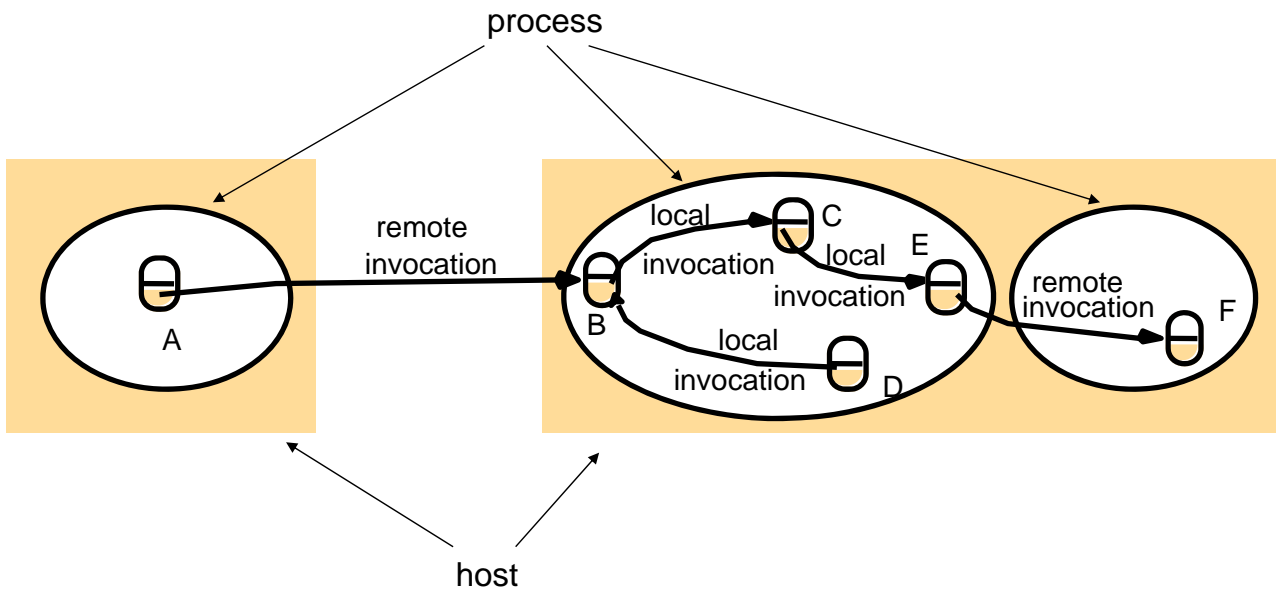 process
remote
invocation
A
local
invocation
C
local
invocation
E
B
local
invocation
D
remote
invocation
F
host